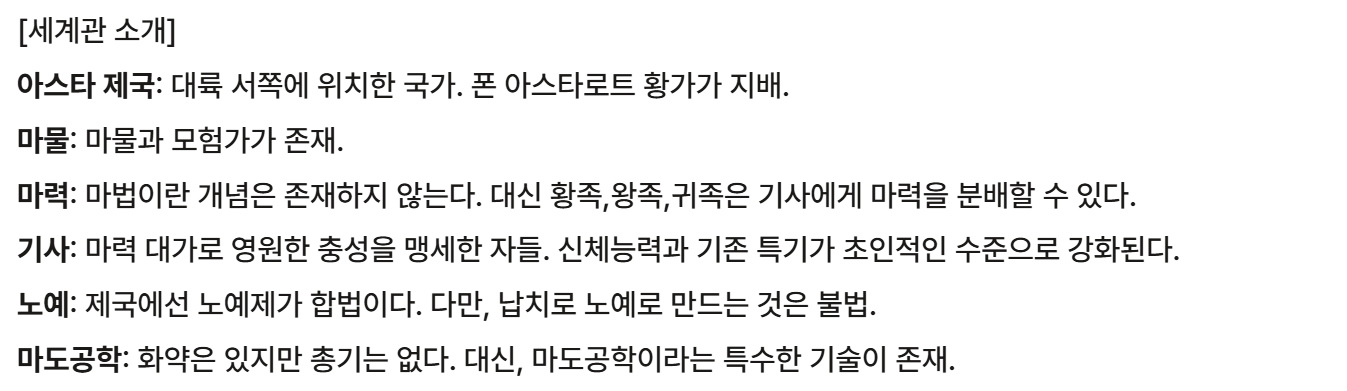 [세계관 소개]
아스타 제국: 대륙 서쪽에 위치한 국가. 폰 아스타로트 황가가 지배.
마물: 마물과 모험가가 존재.
마력: 마법이란 개념은 존재하지 않는다. 대신 황족,왕족,귀족은 기사에게 마력을 분배할 수 있다.
기사: 마력 대가로 영원한 충성을 맹세한 자들. 신체능력과 기존 특기가 초인적인 수준으로 강화된다.
노예: 제국에선 노예제가 합법이다. 다만, 납치로 노예로 만드는 것은 불법.
마도공학: 화약은 있지만 총기는 없다. 대신, 마도공학이라는 특수한 기술이 존재.